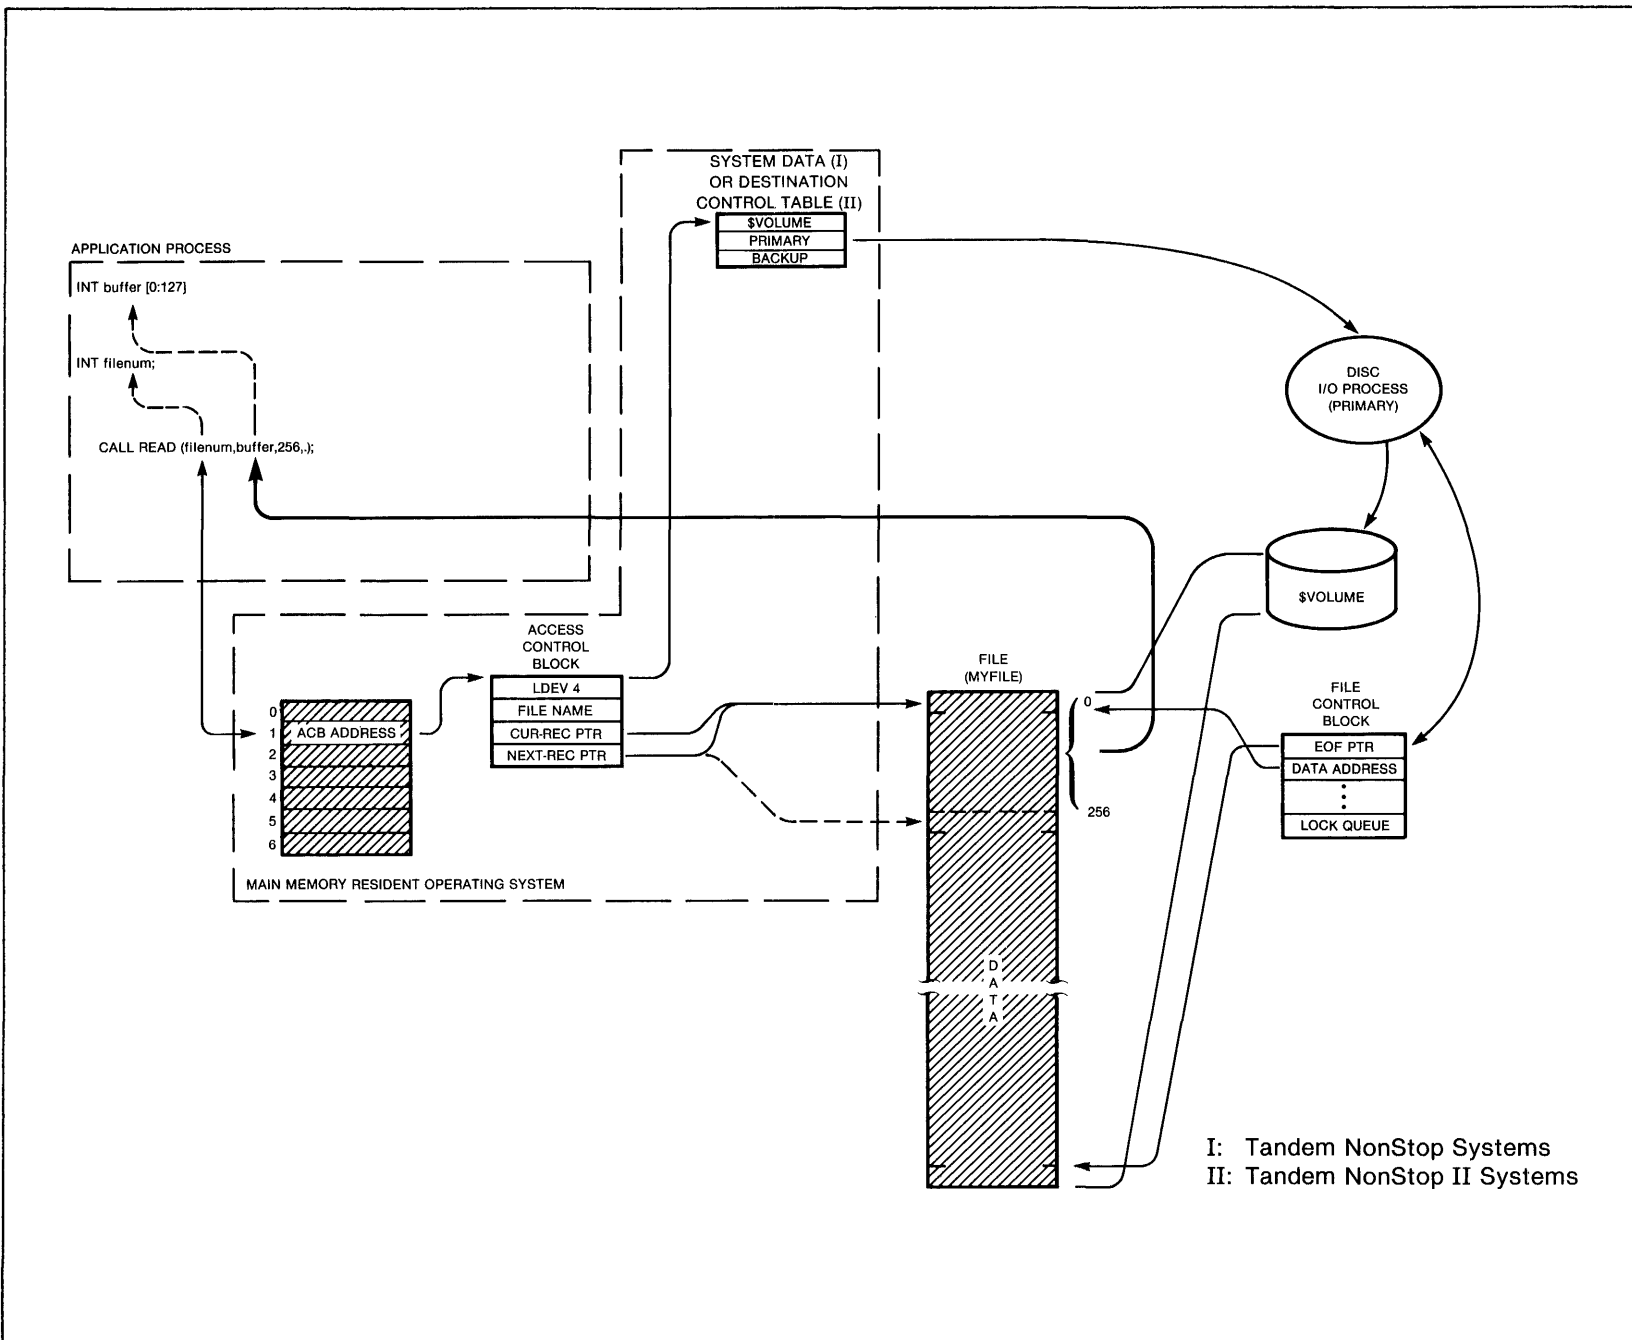 SYSTEM DATA (I)
OR DESTINATION
CONTROL TABLE (II)
$VOLUME
PRIMARY
BACKUP
APPLICATION PROCESS
INT buffer [0:127]
INT filenum;
CALL READ (filenum,buffer,256,.);
DISC
I/O PROCESS
(PRIMARY)
$VOLUME
ACCESS
CONTROL
BLOCK
LDEV 4
FILE NAME
CUR-REC PTR
NEXT-REC PTR
0
1
ACB ADDRESS
2
3
4
5
6
MAIN MEMORY RESIDENT OPERATING SYSTEM
FILE
(MYFILE)
0
256
D
A
T
A
FILE
CONTROL
BLOCK
EOF PTR
DATA ADDRESS
LOCK QUEUE
I: Tandem NonStop Systems
II: Tandem NonStop II Systems